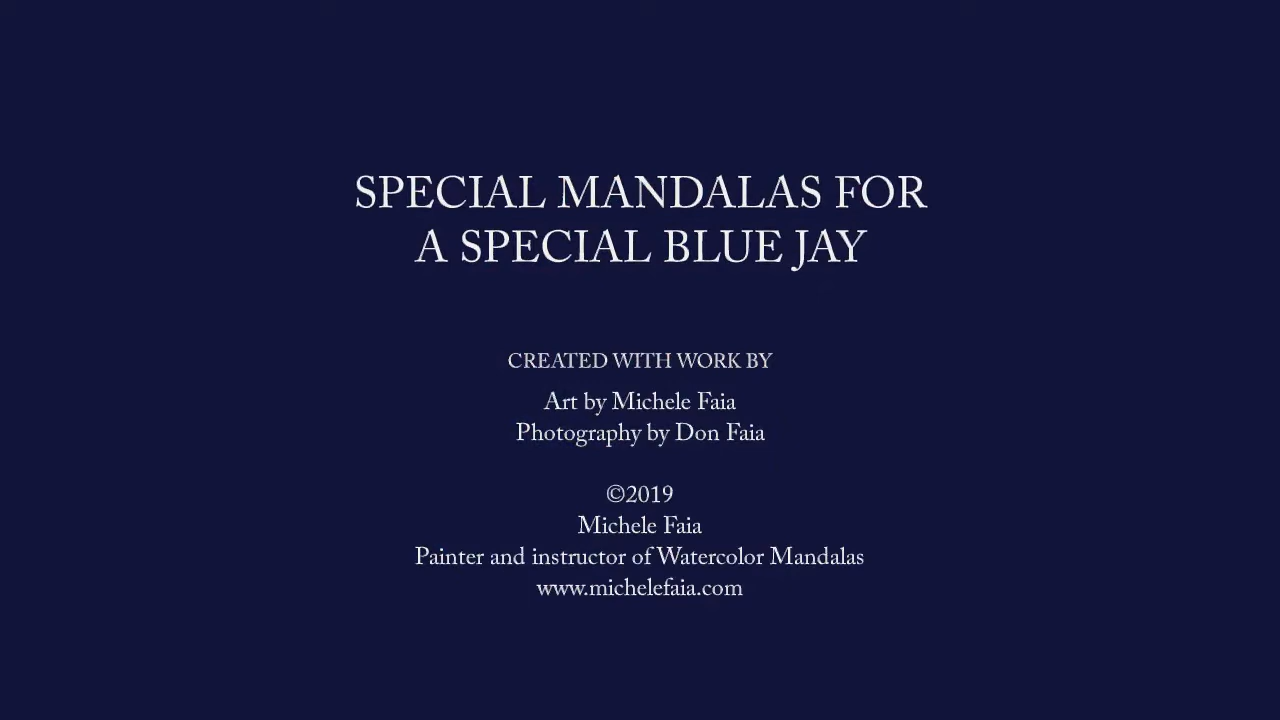 SPECIAL MANDALAS FOR
A SPECIAL BLUE JAY
CREATED WITH WORK BY
Art by Michele Faia
Photography by Don Faia
©2019
Michele Faia
Painter and instructor of Watercolor Mandalas
www.michelefaia.com